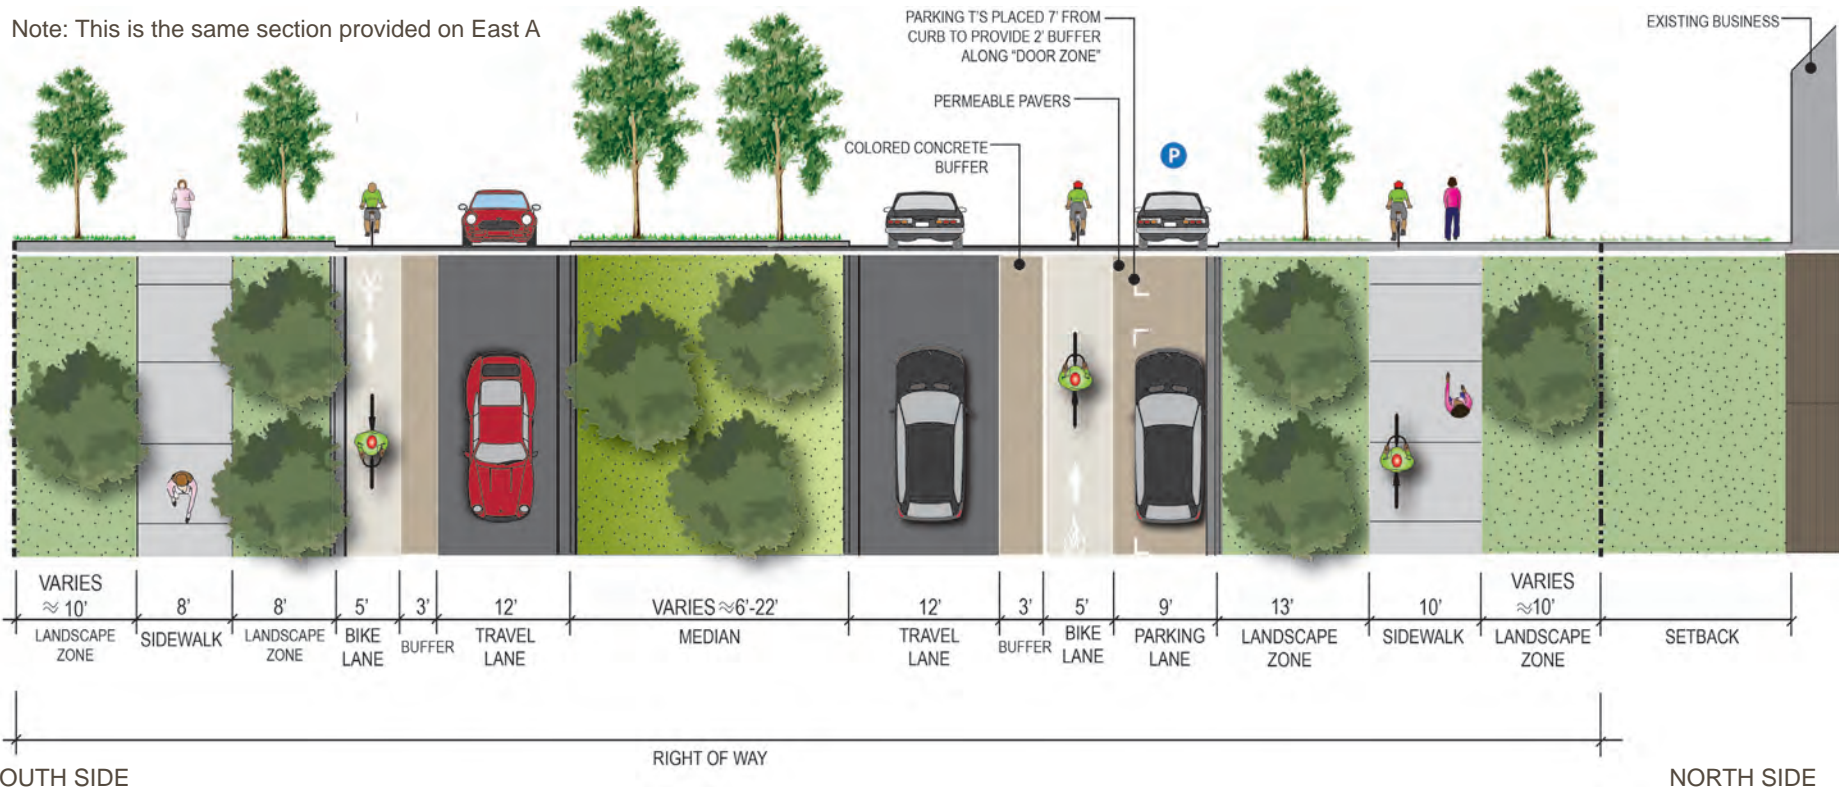 Note: This is the same section provided on East A
PARKING T'S PLACED 7' FROM
CURB TO PROVIDE 2' BUFFER
ALONG "DOOR ZONE"
EXISTING BUSINESS
PERMEABLE PAVERS
COLORED CONCRETE
BUFFER
P
VARIES
≈ 10'
8'
8'
5'
3'
12'
VARIES ≈6'-22'
12'
3'
5'
9'
13'
10'
VARIES
≈10'
LANDSCAPE
ZONE
SIDEWALK
LANDSCAPE
ZONE
BIKE
LANE
BUFFER
TRAVEL
LANE
MEDIAN
TRAVEL
LANE
BUFFER
BIKE
LANE
PARKING
LANE
LANDSCAPE
ZONE
SIDEWALK
LANDSCAPE
ZONE
SETBACK
RIGHT OF WAY
OUTH SIDE
NORTH SIDE